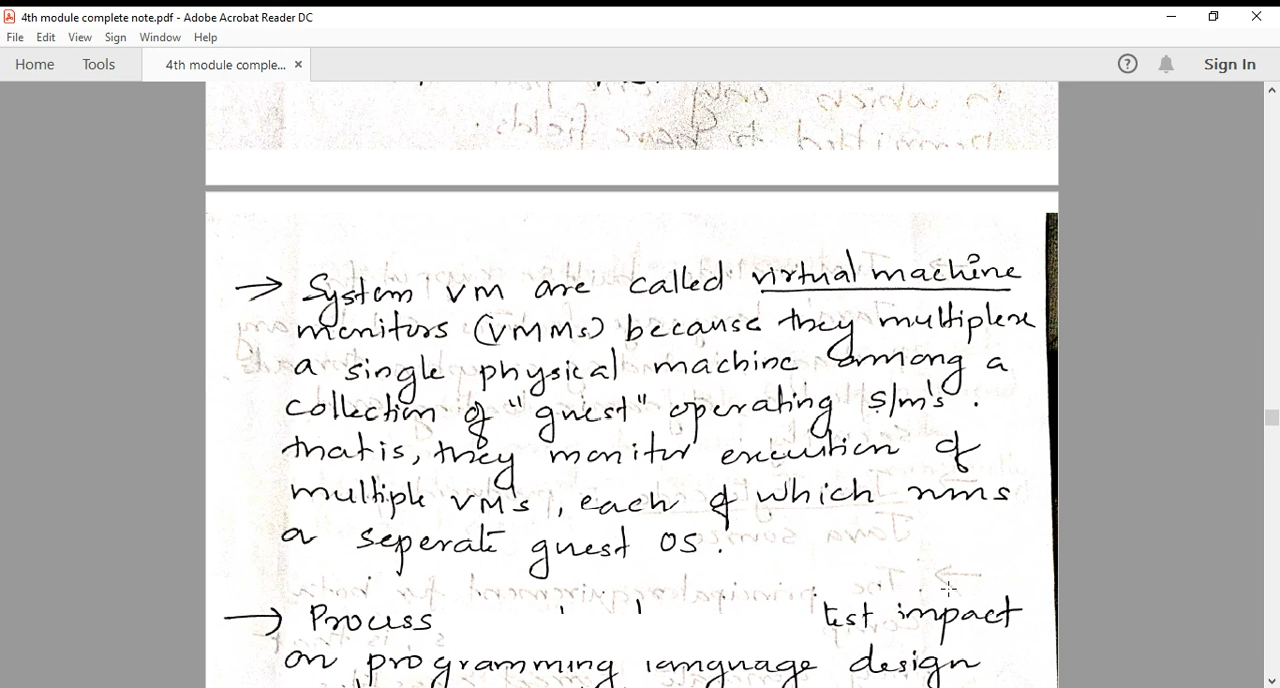 4th module complete note.pdf - Adobe Acrobat Reader DC
File Edit View Sign Window Help
Home Tools 4th module comple... × Sign In
→ System VM are called virtual machine
monitors (VMMs) because they multiplex
a single physical machine among a
collection of "guest" operating s/m's.
that is, they monitor execution of
multiple VM's, each of which runs
a seperate guest OS.
→ Process test impact
on programming language design